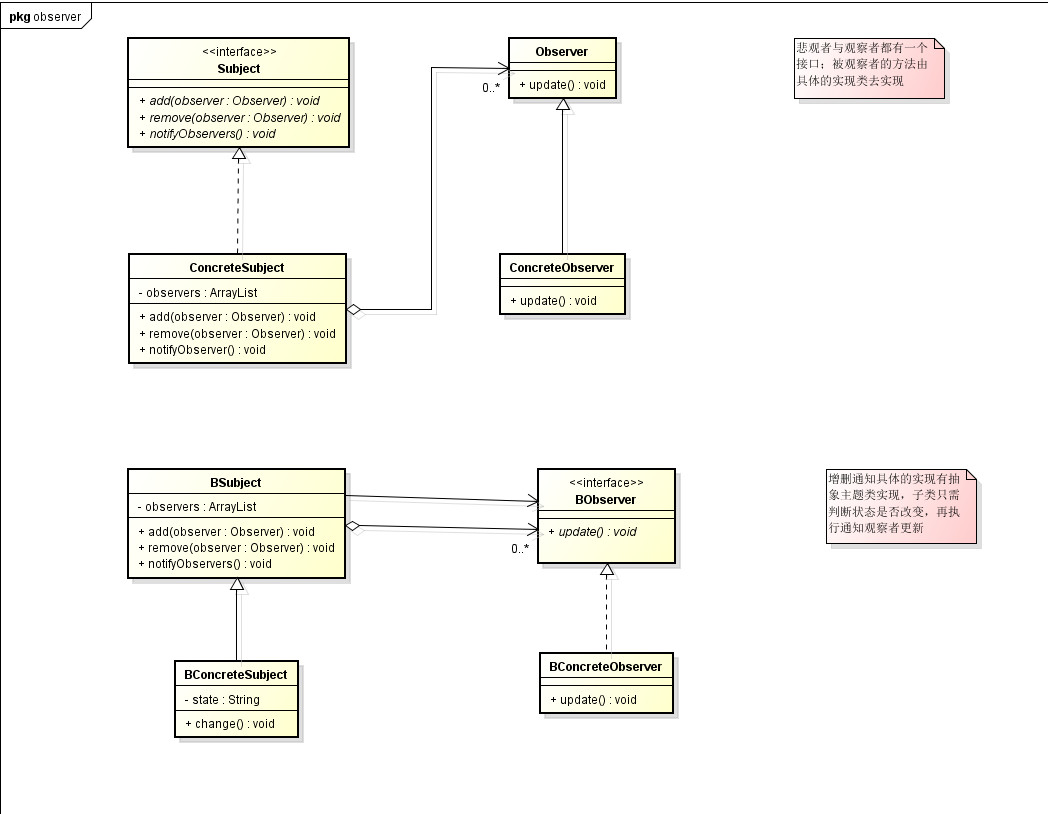 pkg observer
<<interface>>
Subject
+ add(observer : Observer) : void
+ remove(observer : Observer) : void
+ notifyObservers() : void
Observer
+ update() : void
0..*
悲观者与观察者都有一个
接口；被观察者的方法由
具体的实现类去实现
ConcreteSubject
- observers : ArrayList
+ add(observer : Observer) : void
+ remove(observer : Observer) : void
+ notifyObserver() : void
ConcreteObserver
+ update() : void
BSubject
- observers : ArrayList
+ add(observer : Observer) : void
+ remove(observer : Observer) : void
+ notifyObservers() : void
<<interface>>
BObserver
+ update() : void
0..*
增删通知具体的实现有抽
象主题类实现，子类只需
判断状态是否改变，再执
行通知观察者更新
BConcreteSubject
- state : String
+ change() : void
BConcreteObserver
+ update() : void